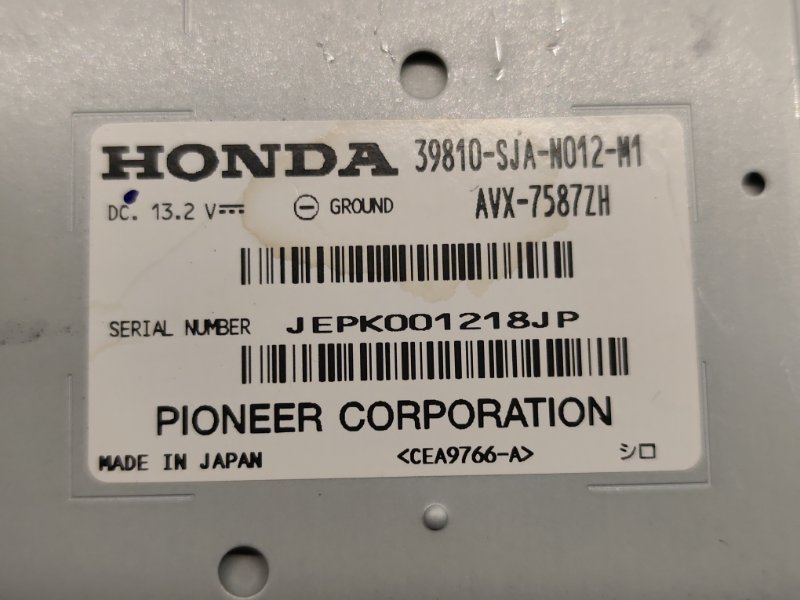 HONDA 39810-SJA-N012-M1
DC. 13.2 V⎓ ⊖ GROUND AVX-7587ZH
SERIAL NUMBER JEPK001218JP
PIONEER CORPORATION
MADE IN JAPAN <CEA9766-A> シロ